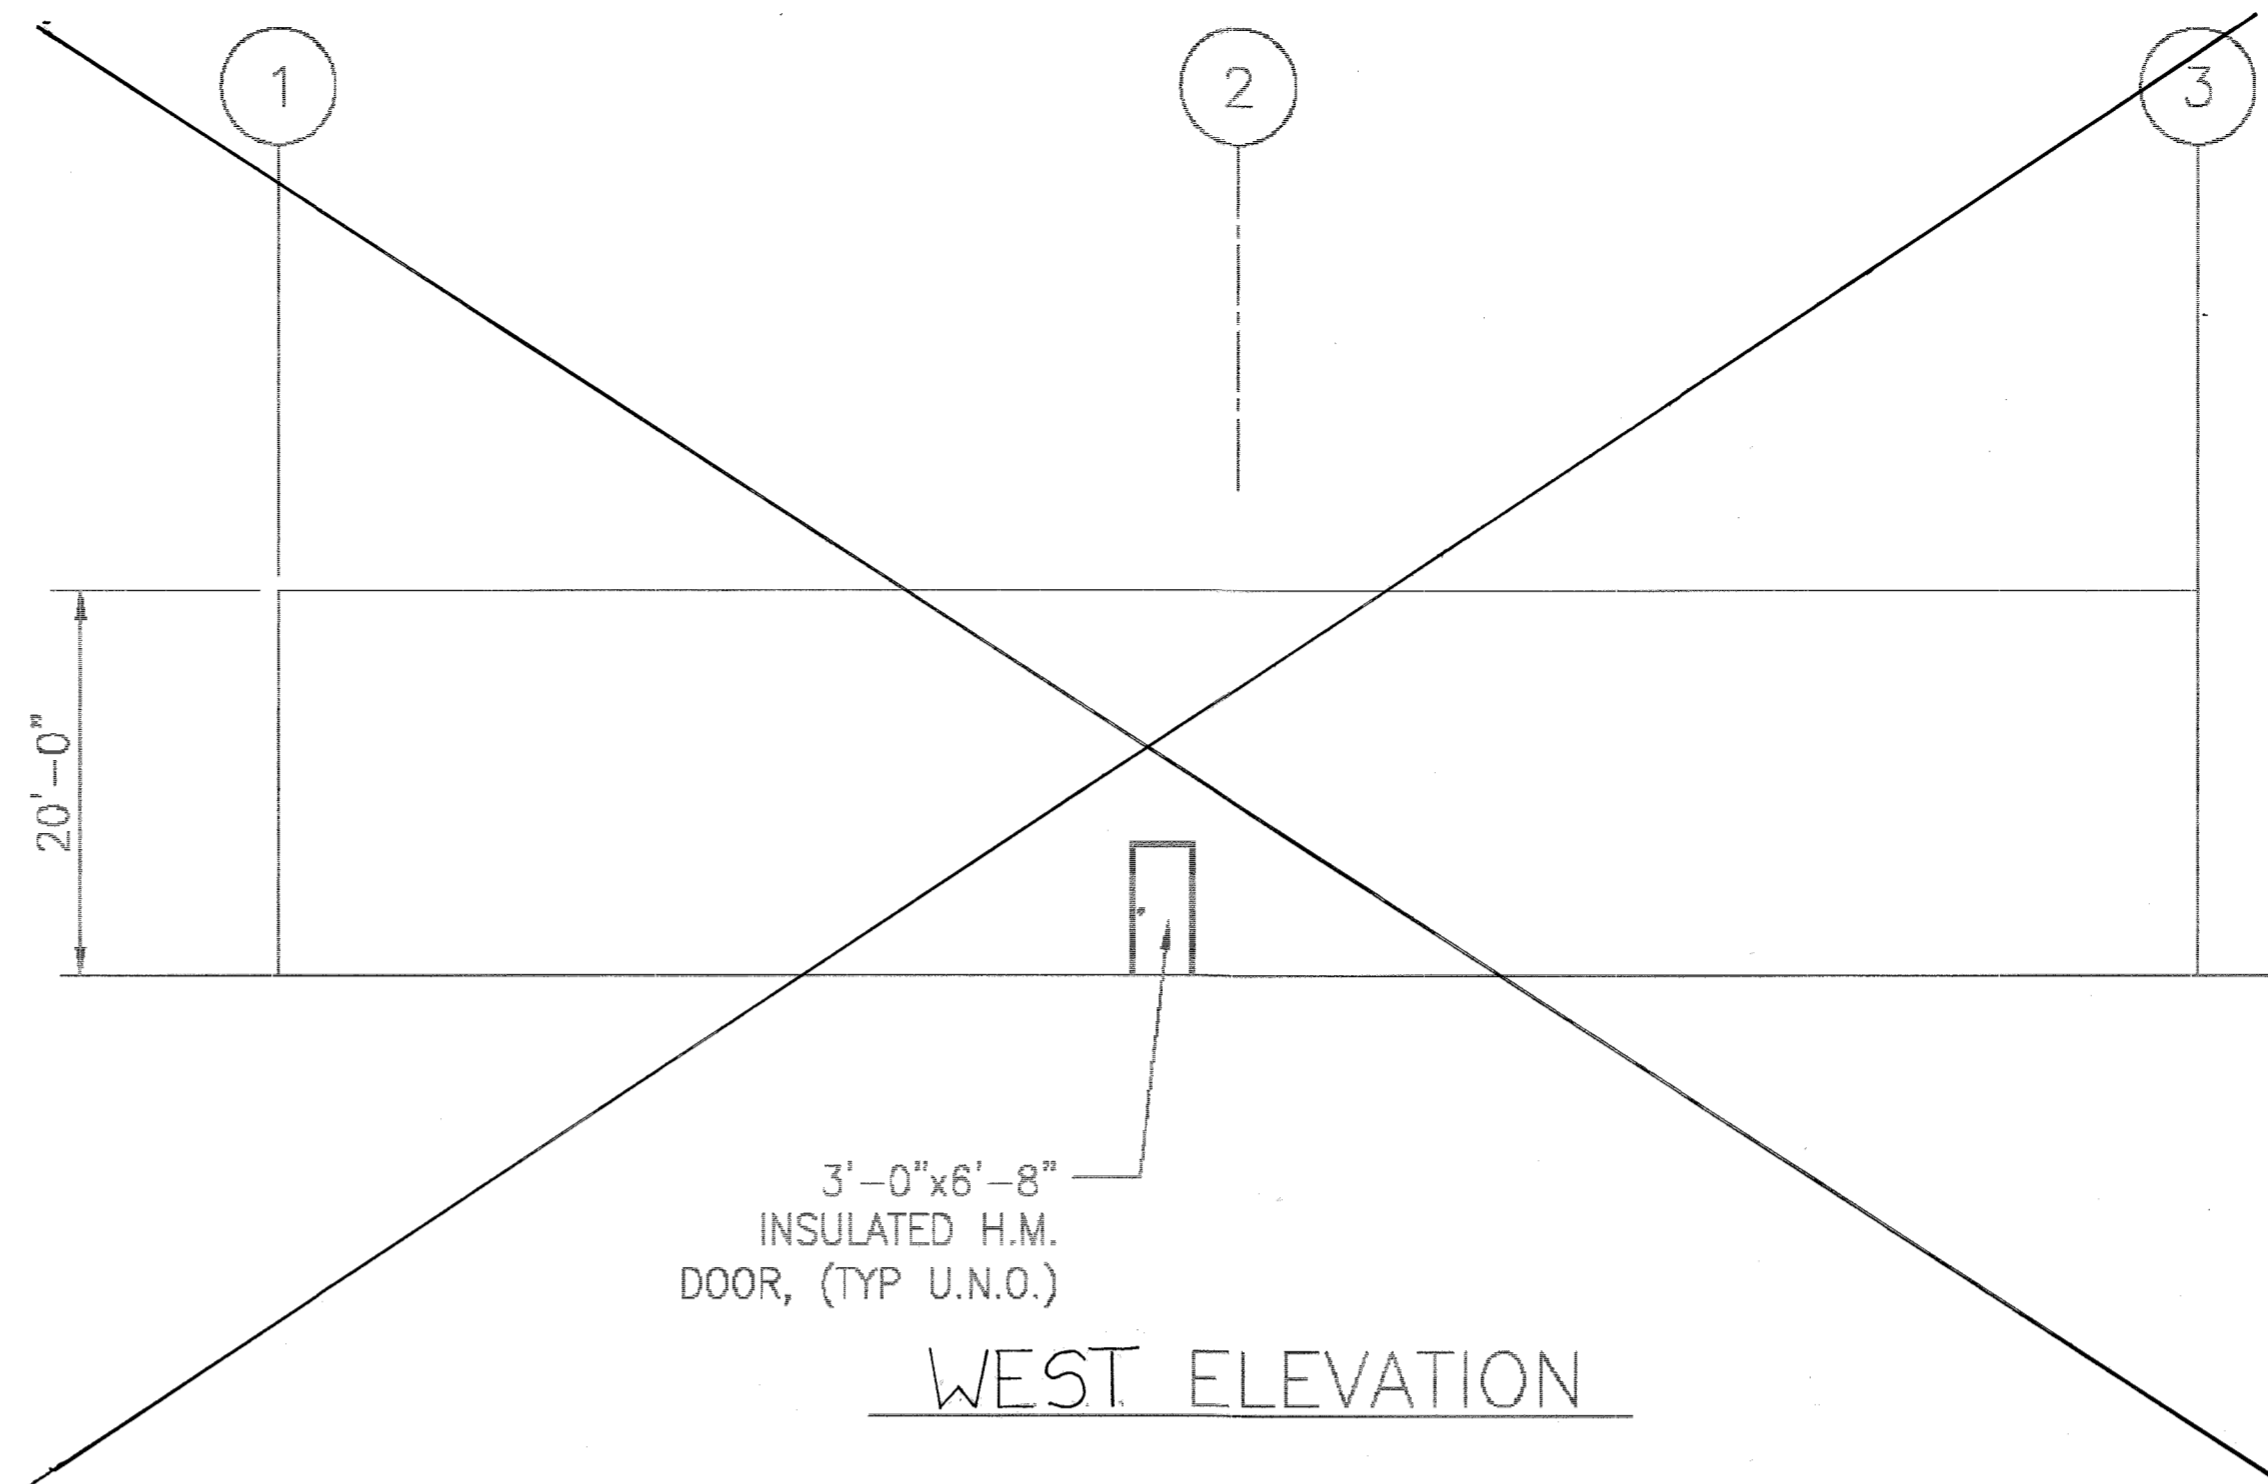 1
2
3
20'-0"
3'-0"x6'-8"
INSULATED H.M.
DOOR, (TYP U.N.O.)
WEST ELEVATION